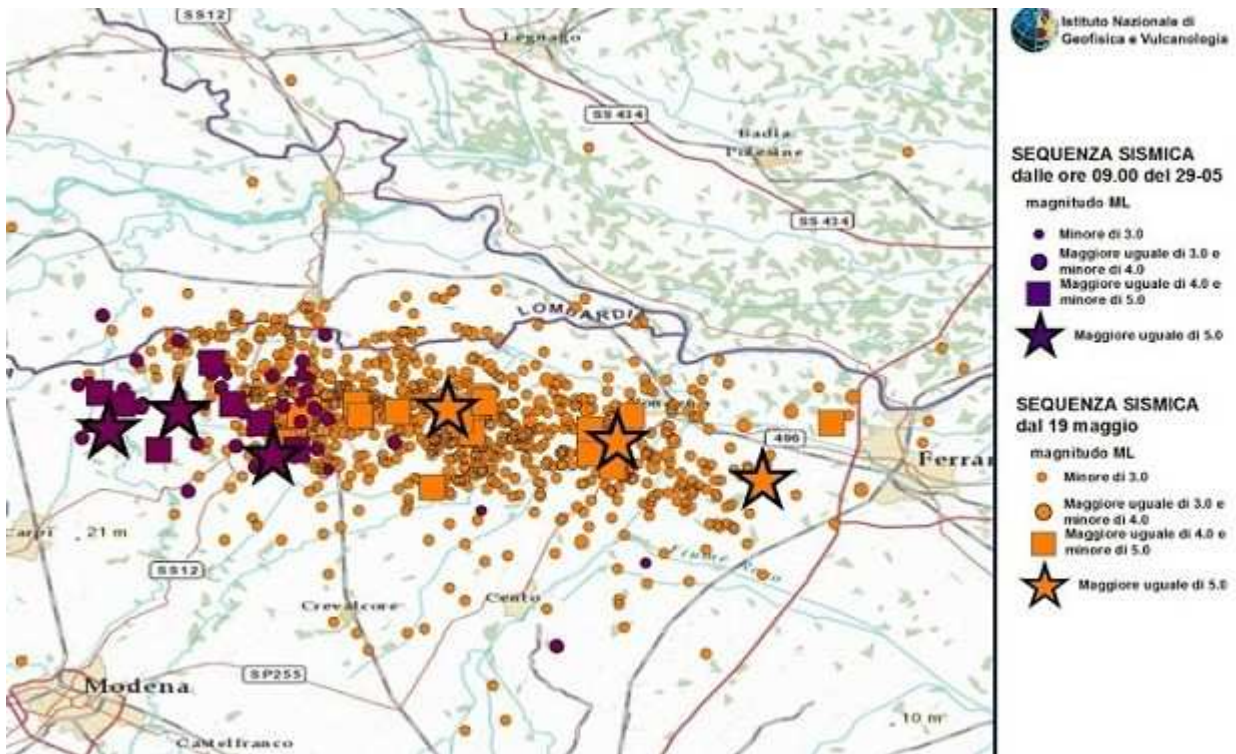 SS12
Legnago
SS 434
Badia
Polesine
SS 434
LOMBARDI
496
Ferrar
Carpi
21 m
SS12
Fiume Reno
Crevalcore
Cento
SP255
Modena
10 m
Castelfranco
Istituto Nazionale di
Geofisica e Vulcanologia
SEQUENZA SISMICA
dalle ore 09.00 del 29-05
magnitudo ML
Minore di 3.0
Maggiore uguale di 3.0 e
minore di 4.0
Maggiore uguale di 4.0 e
minore di 5.0
Maggiore uguale di 5.0
SEQUENZA SISMICA
dal 19 maggio
magnitudo ML
Minore di 3.0
Maggiore uguale di 3.0 e
minore di 4.0
Maggiore uguale di 4.0 e
minore di 5.0
Maggiore uguale di 5.0